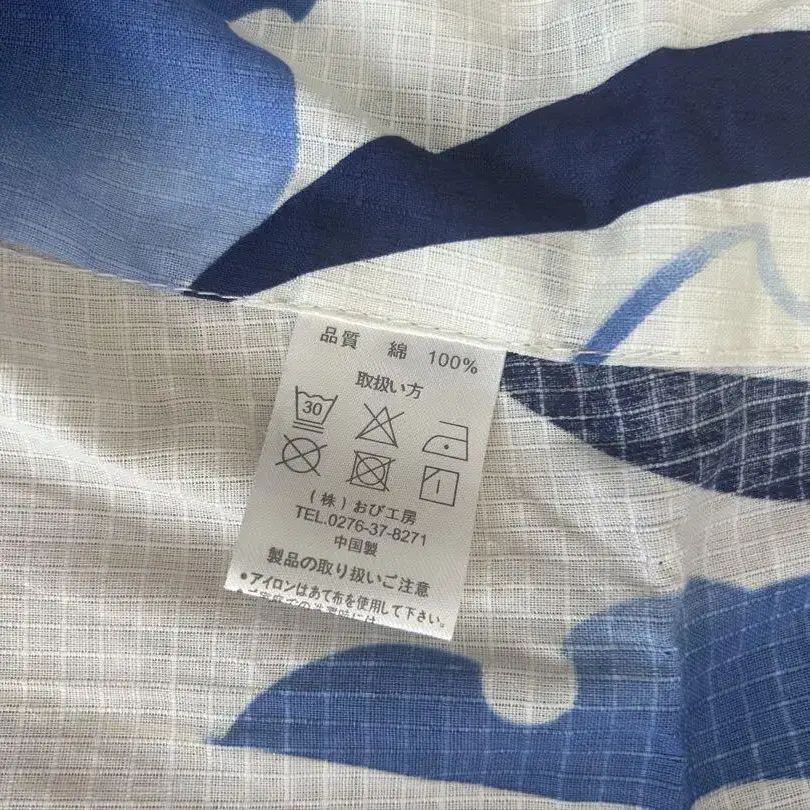 品質 綿 100%
取扱い方
30
(株)おび工房
TEL.0276-37-8271
中国製
製品の取り扱いご注意
●アイロンはあて布を使用して下さい。